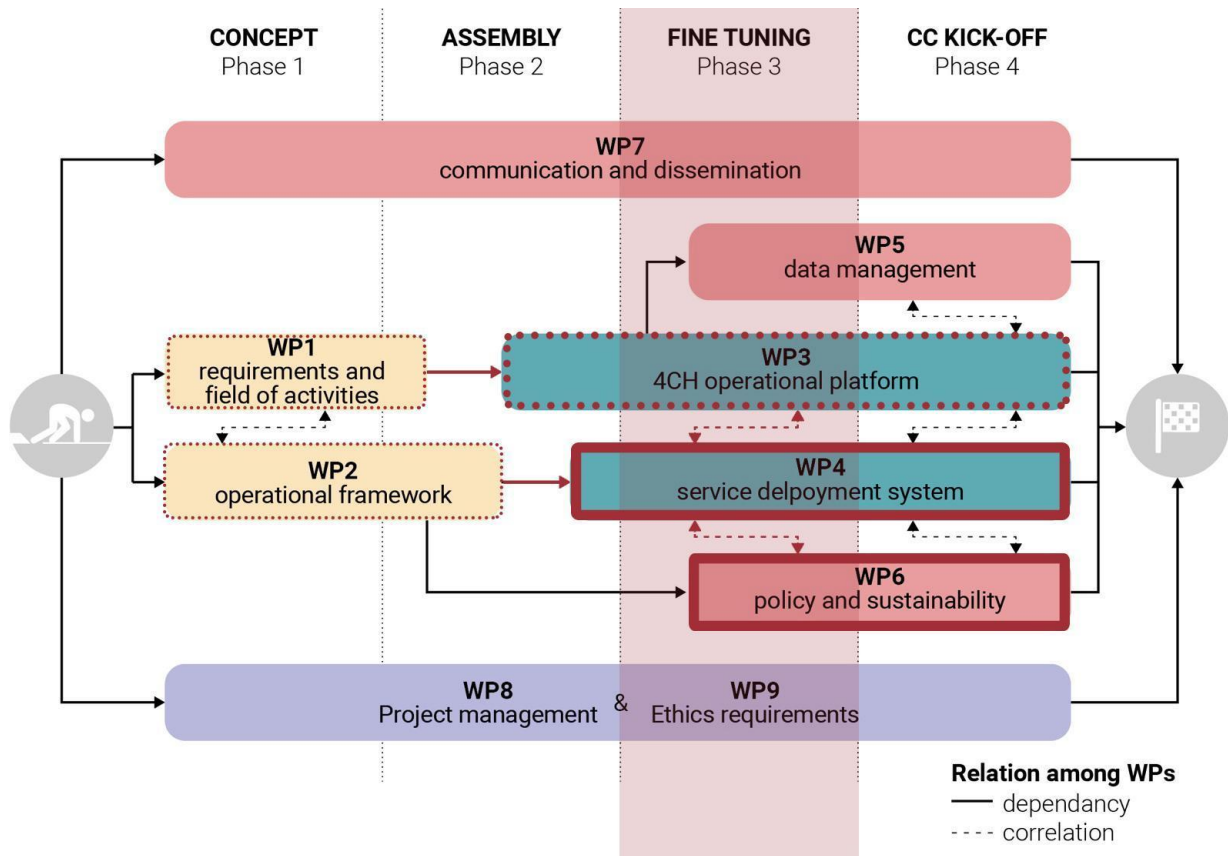 CONCEPT
Phase 1
ASSEMBLY
Phase 2
FINE TUNING
Phase 3
CC KICK-OFF
Phase 4
WP7
communication and dissemination
WP5
data management
WP1
requirements and
field of activities
WP3
4CH operational platform
WP2
operational framework
WP4
service delpoyment system
WP6
policy and sustainability
WP8
Project management
&
WP9
Ethics requirements
Relation among WPs
dependancy
correlation